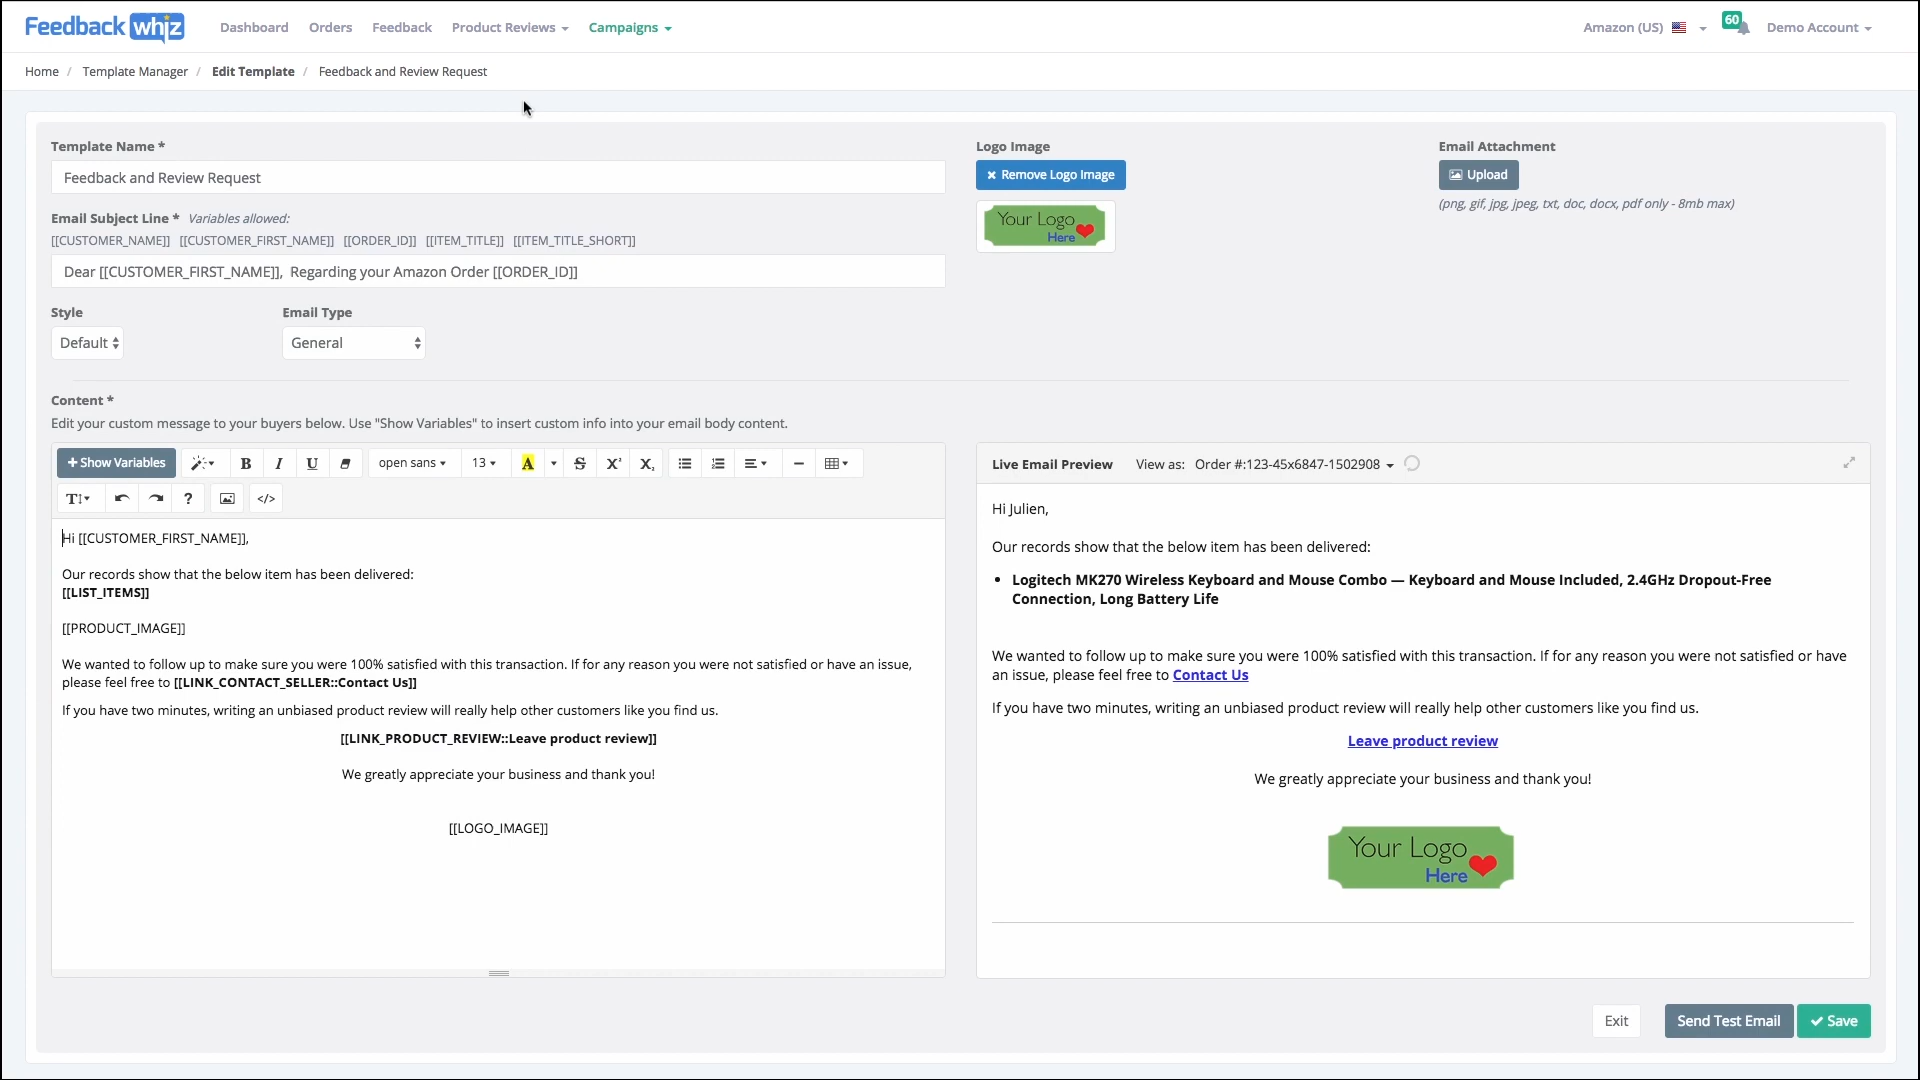 Feedback whiz Dashboard Orders Feedback Product Reviews Campaigns Amazon (US) 60 Demo Account
Home / Template Manager / Edit Template / Feedback and Review Request
Template Name *
Feedback and Review Request
Email Subject Line * Variables allowed:
[[CUSTOMER_NAME]] [[CUSTOMER_FIRST_NAME]] [[ORDER_ID]] [[ITEM_TITLE]] [[ITEM_TITLE_SHORT]]
Dear [[CUSTOMER_FIRST_NAME]], Regarding your Amazon Order [[ORDER_ID]]
Style
Default
Email Type
General
Logo Image
× Remove Logo Image
Your Logo
Here
Email Attachment
Upload
(png, gif, jpg, jpeg, txt, doc, docx, pdf only - 8mb max)
Content *
Edit your custom message to your buyers below. Use "Show Variables" to insert custom info into your email body content.
+ Show Variables B I U open sans 13 A S X² X₂
T ? </>
Hi [[CUSTOMER_FIRST_NAME]],
Our records show that the below item has been delivered:
[[LIST_ITEMS]]
[[PRODUCT_IMAGE]]
We wanted to follow up to make sure you were 100% satisfied with this transaction. If for any reason you were not satisfied or have an issue,
please feel free to [[LINK_CONTACT_SELLER::Contact Us]]
If you have two minutes, writing an unbiased product review will really help other customers like you find us.
[[LINK_PRODUCT_REVIEW::Leave product review]]
We greatly appreciate your business and thank you!
[[LOGO_IMAGE]]
Live Email Preview View as: Order #:123-45x6847-1502908
Hi Julien,
Our records show that the below item has been delivered:
• Logitech MK270 Wireless Keyboard and Mouse Combo — Keyboard and Mouse Included, 2.4GHz Dropout-Free
Connection, Long Battery Life
We wanted to follow up to make sure you were 100% satisfied with this transaction. If for any reason you were not satisfied or have
an issue, please feel free to Contact Us
If you have two minutes, writing an unbiased product review will really help other customers like you find us.
Leave product review
We greatly appreciate your business and thank you!
Your Logo
Here
Exit Send Test Email Save